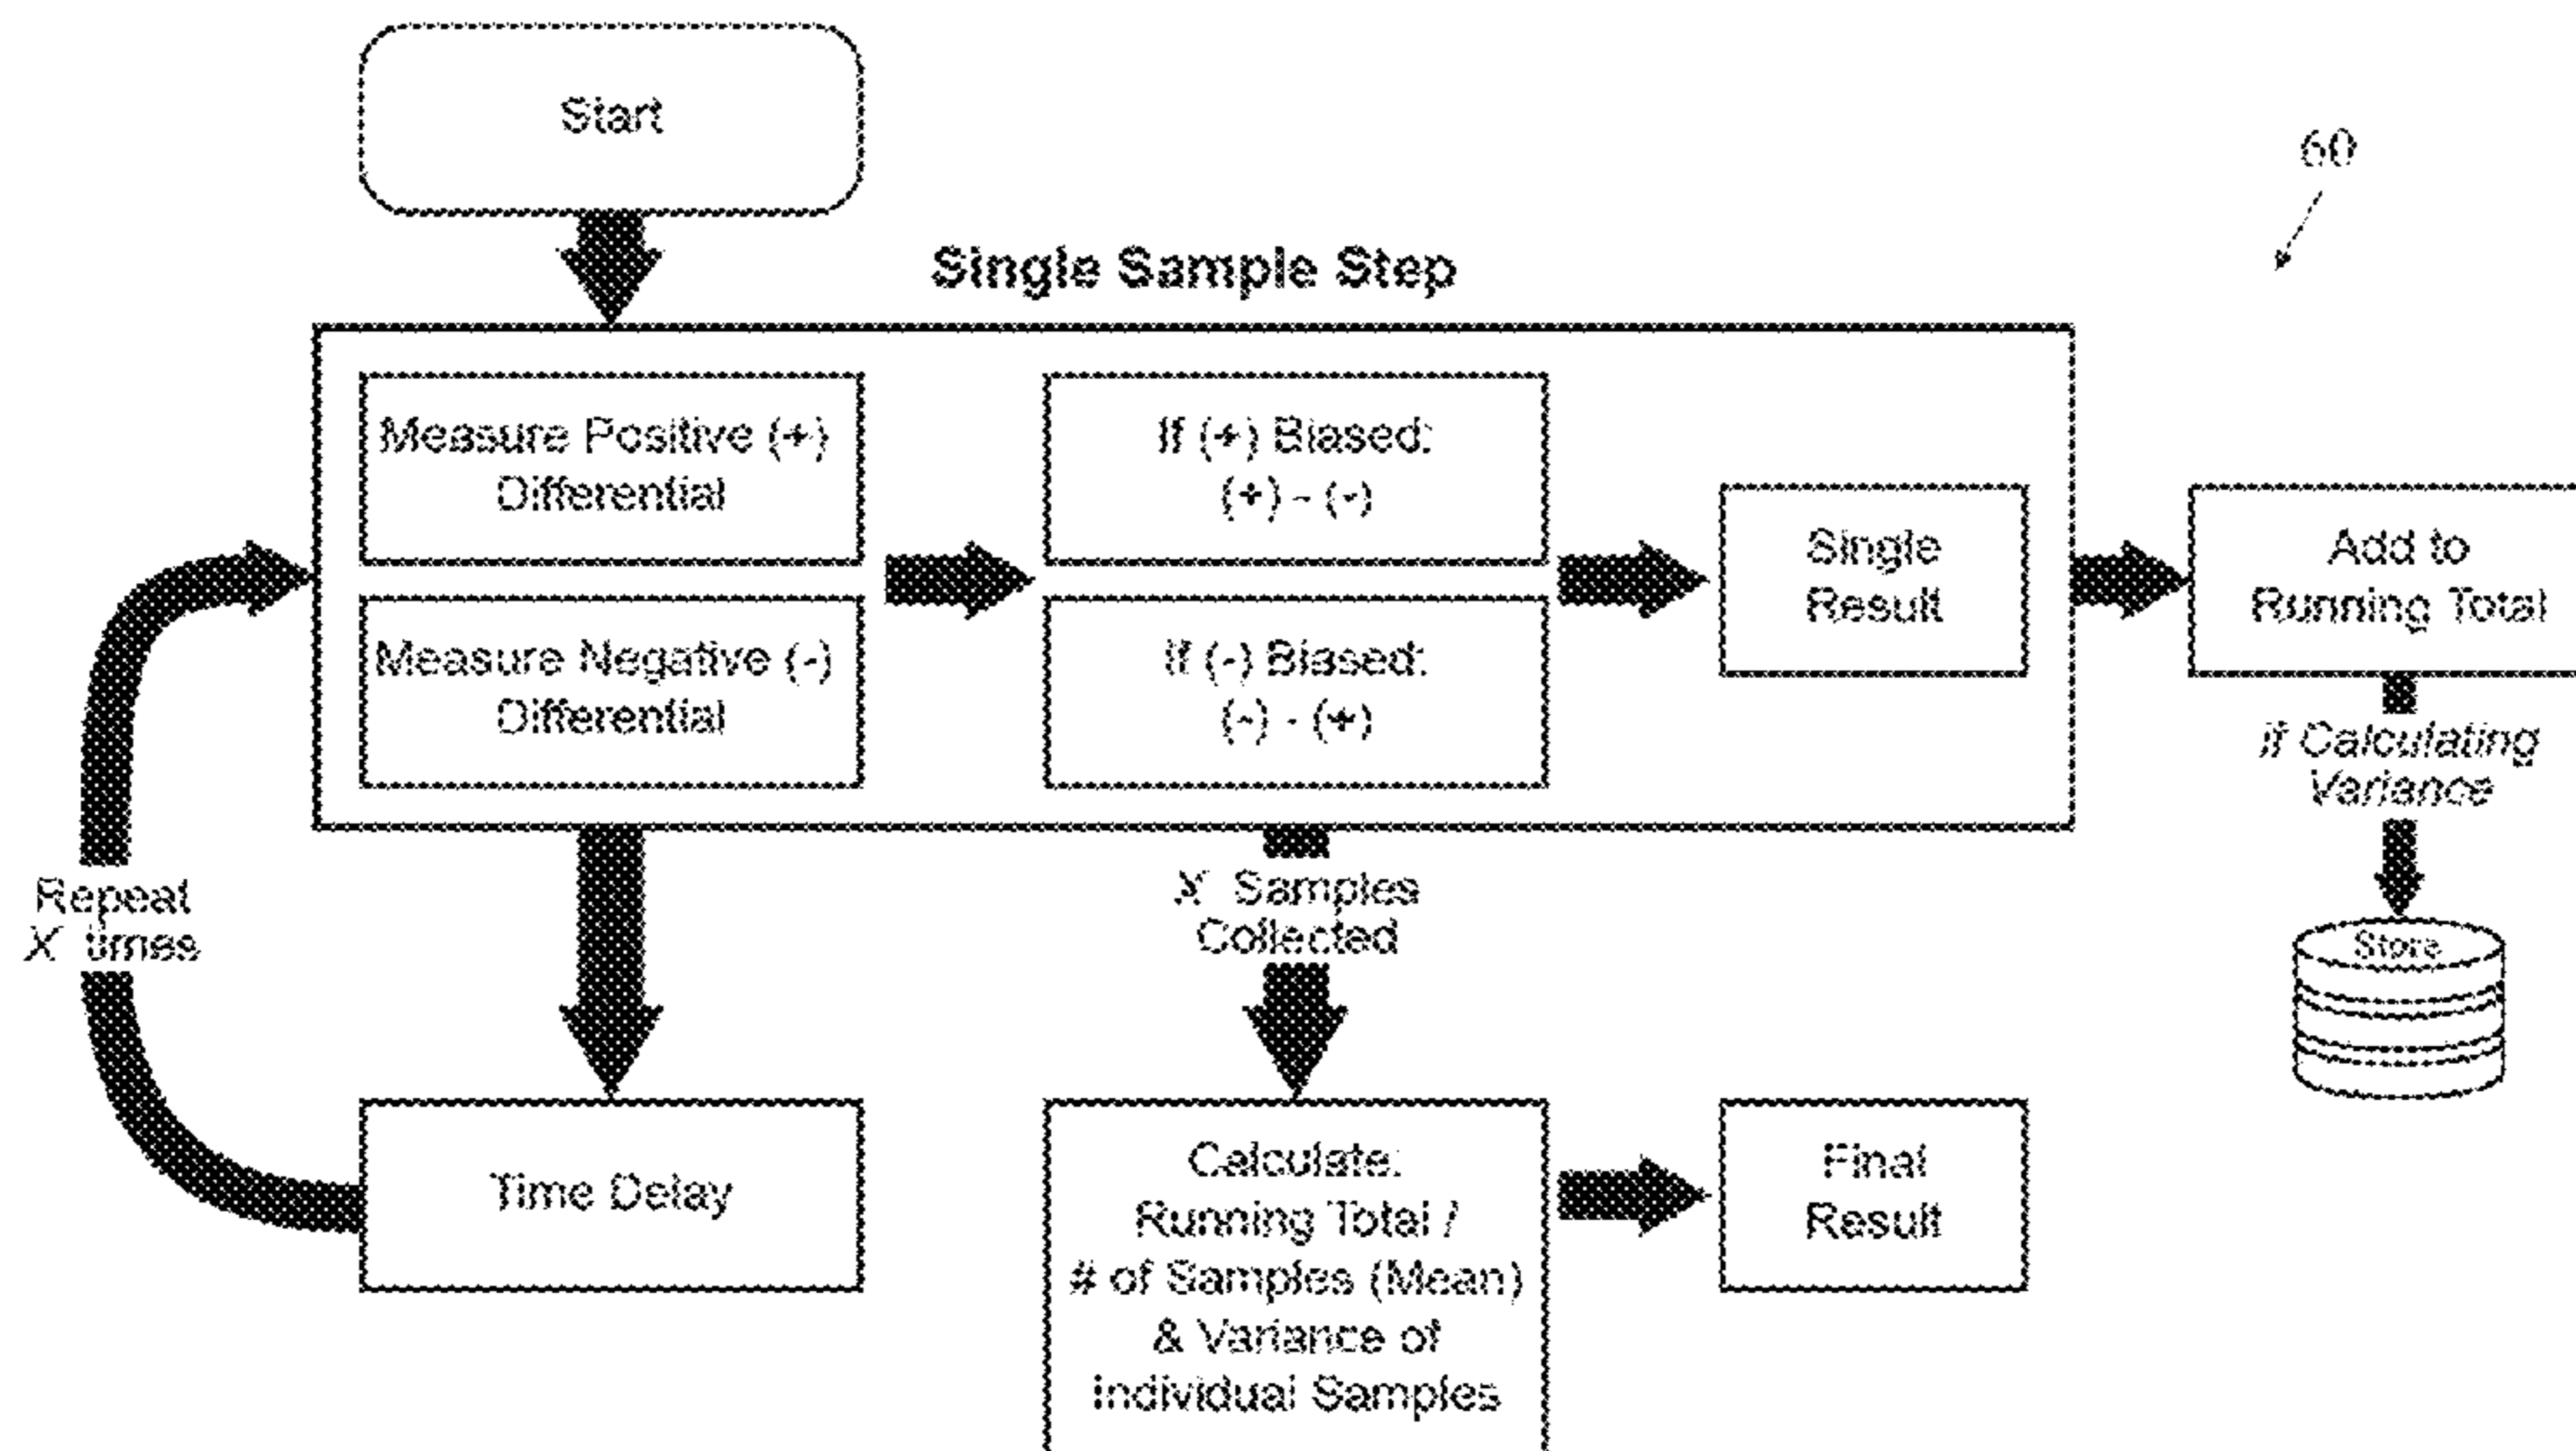 Start
60
Single Sample Step
Measure Positive (+)
Differential
If (+) Biased:
(+) - (-)
Measure Negative (-)
Differential
If (-) Biased:
(-) - (+)
Single
Result
Add to
Running Total
if Calculating
Variance
Store
Repeat
X times
X Samples
Collected
Time Delay
Calculate:
Running Total /
# of Samples (Mean)
& Variance of
Individual Samples
Final
Result